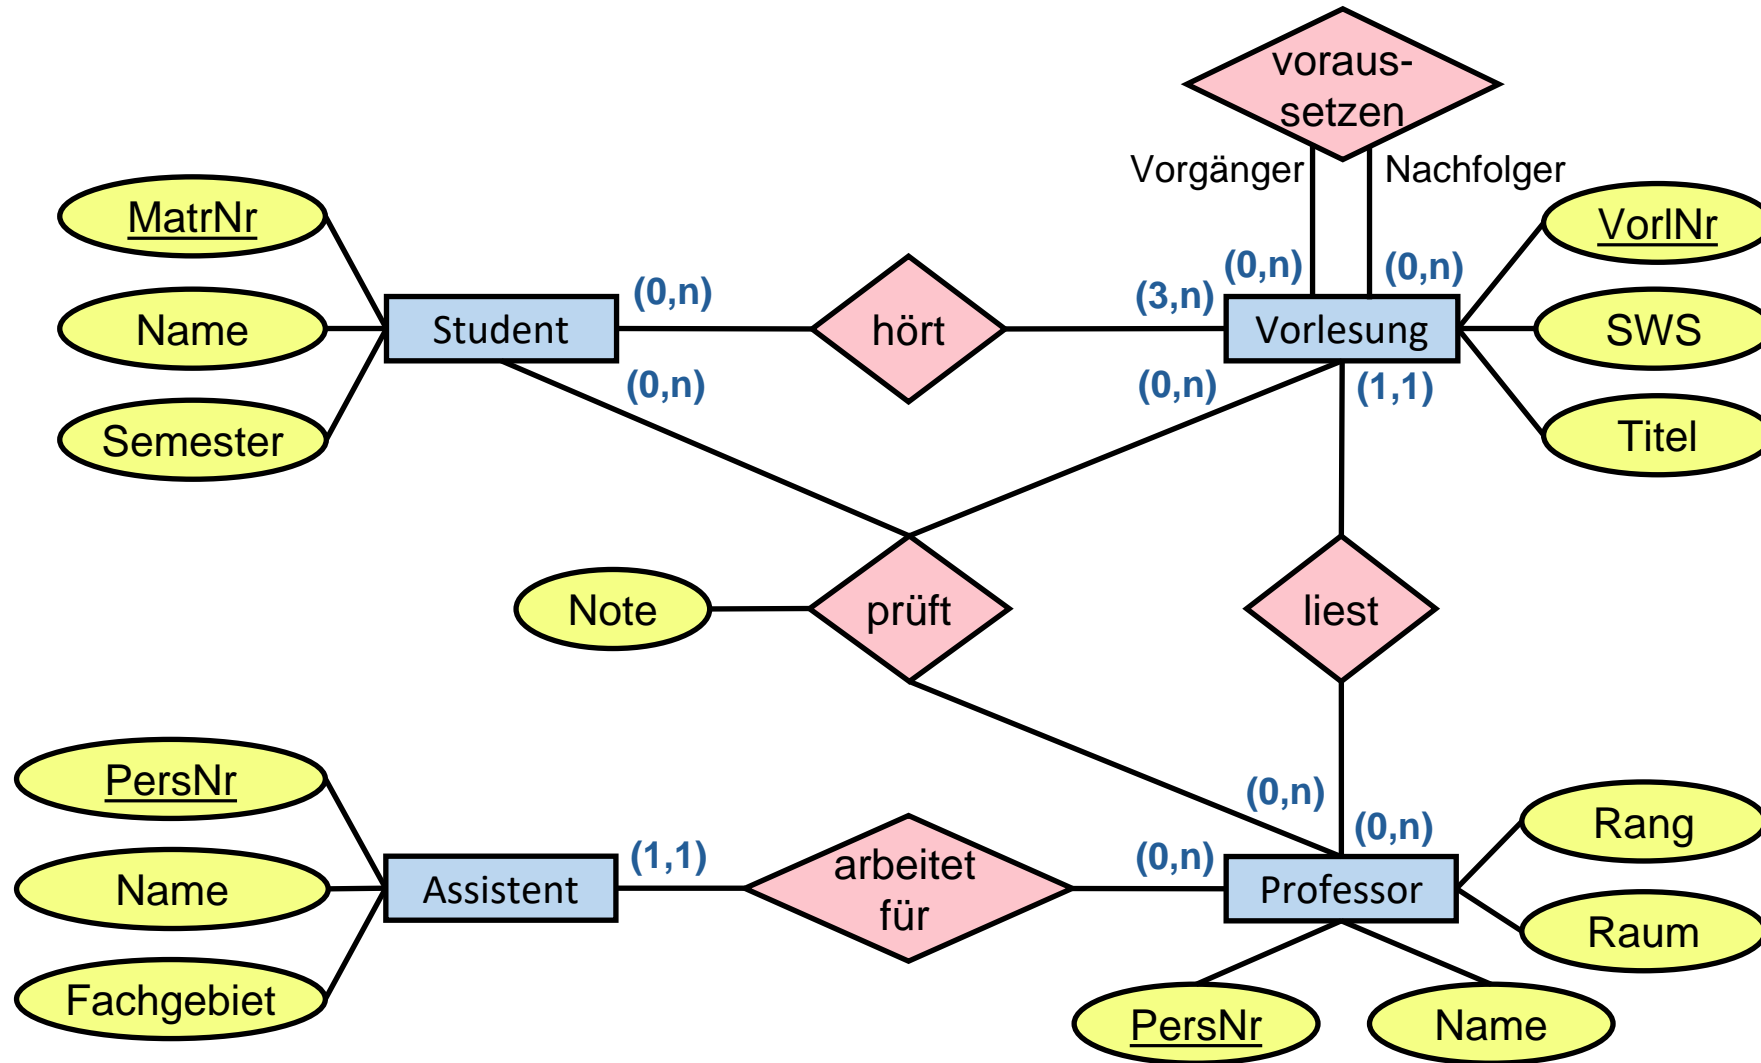 voraus-
setzen
Vorgänger
Nachfolger
MatrNr
VorlNr
(0,n)
(3,n)
(0,n)
(0,n)
Name
Student
hört
Vorlesung
SWS
(0,n)
(0,n)
(1,1)
Semester
Titel
Note
prüft
liest
PersNr
(0,n)
(0,n)
Rang
(1,1)
(0,n)
Name
Assistent
arbeitet
für
Professor
Raum
Fachgebiet
PersNr
Name